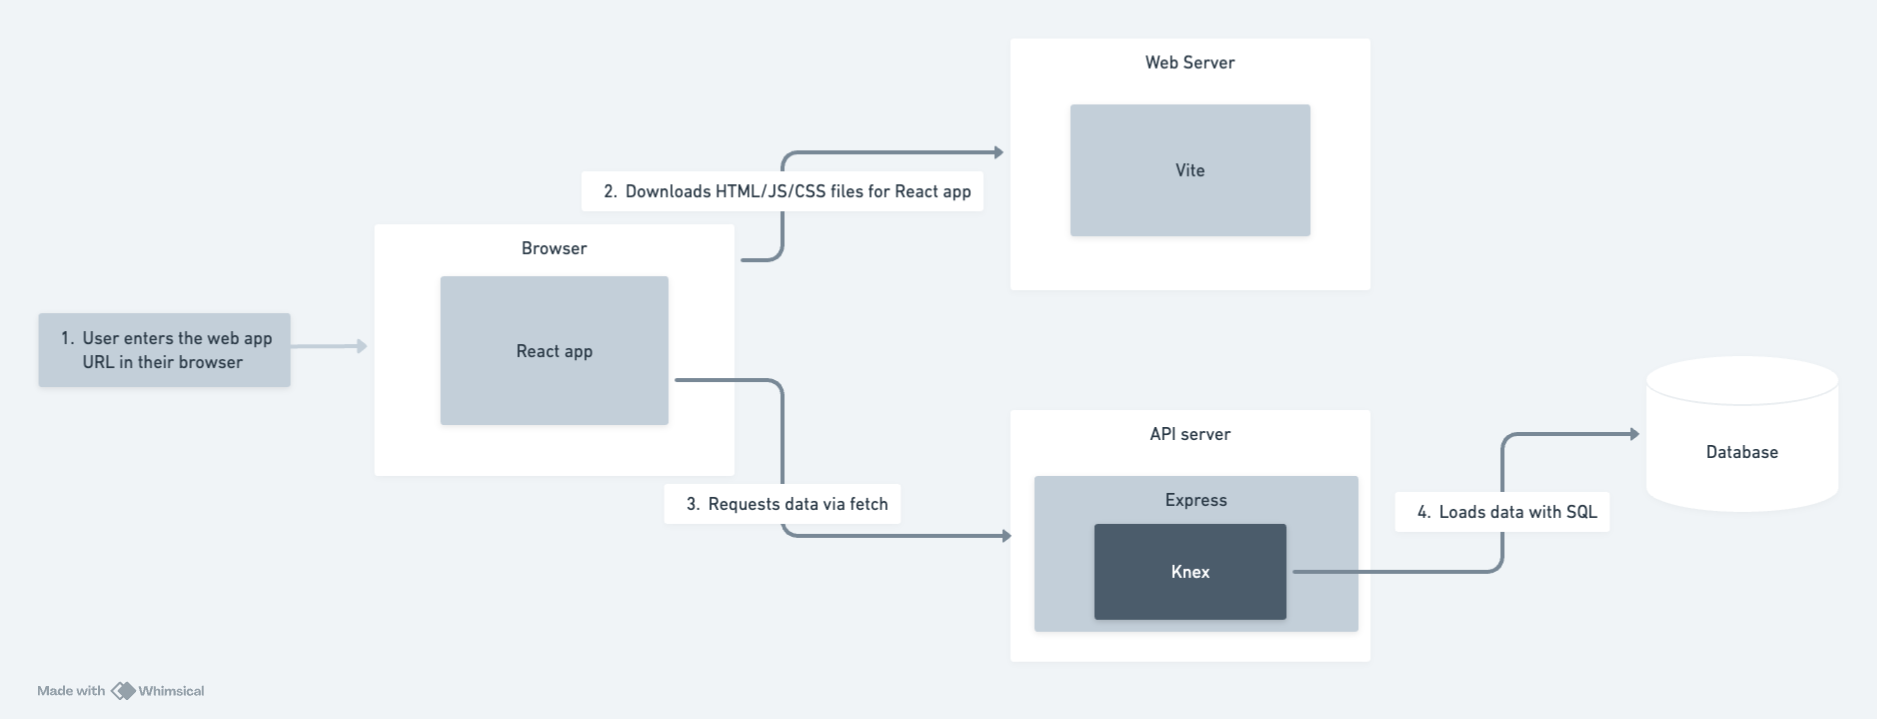 Web Server
Vite
2. Downloads HTML/JS/CSS files for React app
Browser
React app
1. User enters the web app
URL in their browser
API server
Express
Knex
3. Requests data via fetch
4. Loads data with SQL
Database
Made with Whimsical